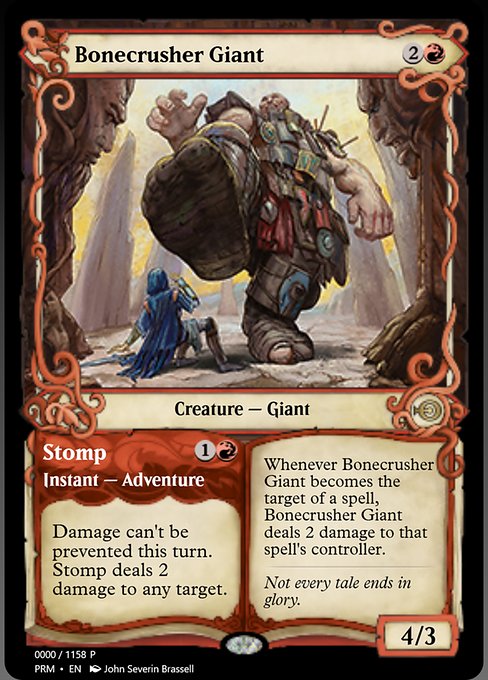 Bonecrusher Giant 2
Creature — Giant
Stomp 1
Instant — Adventure
Damage can't be
prevented this turn.
Stomp deals 2
damage to any target.
Whenever Bonecrusher
Giant becomes the
target of a spell,
Bonecrusher Giant
deals 2 damage to that
spell's controller.
Not every tale ends in
glory.
4/3
0000 / 1158 P
PRM • EN John Severin Brassell